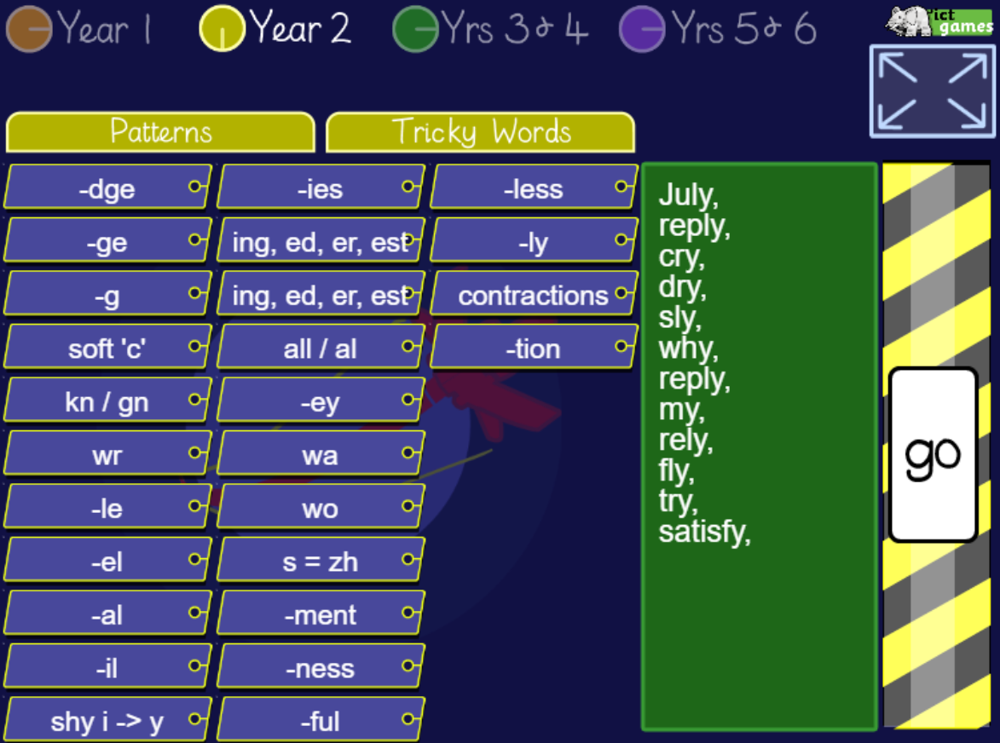 Year 1
Year 2
Yrs 3 & 4
Yrs 5 & 6
Pict
games
Patterns
Tricky Words
-dge
-ge
-g
soft 'c'
kn / gn
wr
-le
-el
-al
-il
shy i -> y
-ies
ing, ed, er, est
ing, ed, er, est
all / al
-ey
wa
wo
s = zh
-ment
-ness
-ful
-less
-ly
contractions
-tion
July,
reply,
cry,
dry,
sly,
why,
reply,
my,
rely,
fly,
try,
satisfy,
go